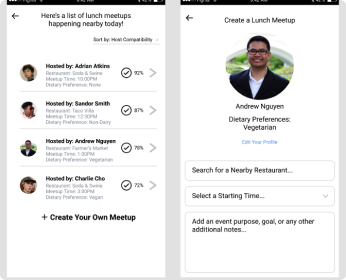 Here's a list of lunch meetups
happening nearby today!
Sort by: Host Compatibility
Hosted by: Adrian Atkins
Restaurant: Soda & Swine
Meetup Time: 10:00PM
Dietary Preference: None
92%
Hosted by: Sandor Smith
Restaurant: Taco Villa
Meetup Time: 12:30PM
Dietary Preference: Non-Dairy
87%
Hosted by: Andrew Nguyen
Restaurant: Farmer's Market
Meetup Time: 1:00PM
Dietary Preference: Vegetarian
78%
Hosted by: Charlie Cho
Restaurant: Soda & Swine
Meetup Time: 3:00PM
Dietary Preference: Vegan
72%
+ Create Your Own Meetup
Create a Lunch Meetup
Andrew Nguyen
Dietary Preferences:
Vegetarian
Edit Your Profile
Search for a Nearby Restaurant...
Select a Starting Time...
Add an event purpose, goal, or any other
additional notes...